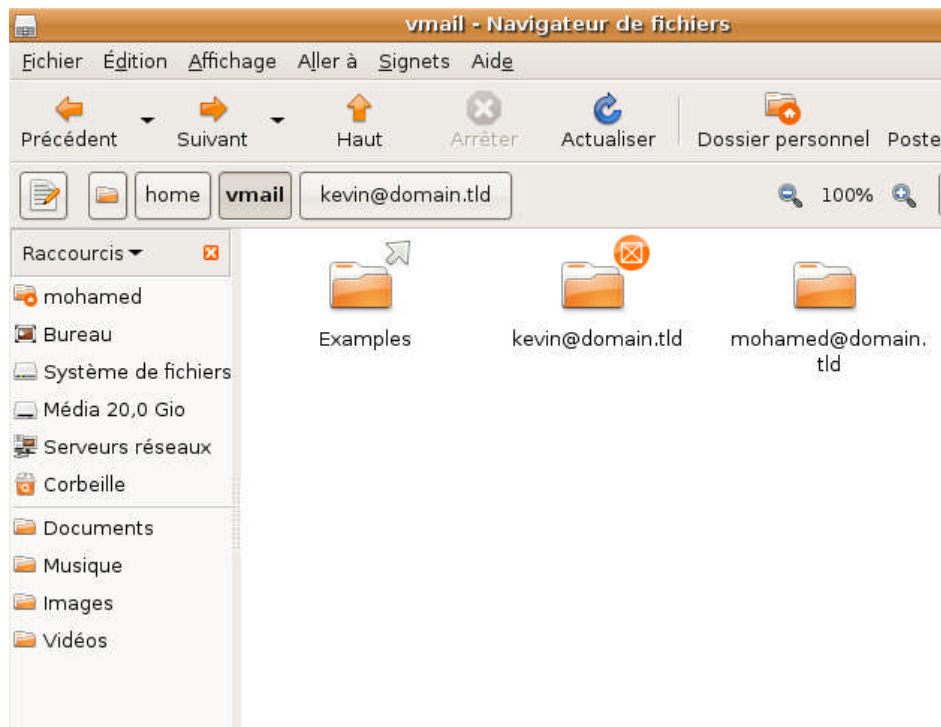 vmail - Navigateur de fichiers
Fichier Édition Affichage Aller à Signets Aide
Précédent Suivant Haut Arrêter Actualiser Dossier personnel Poste
home vmail kevin@domain.tld 100%
Raccourcis
mohamed
Bureau
Système de fichiers
Média 20,0 Gio
Serveurs réseaux
Corbeille
Documents
Musique
Images
Vidéos
Examples
kevin@domain.tld
mohamed@domain.
tld